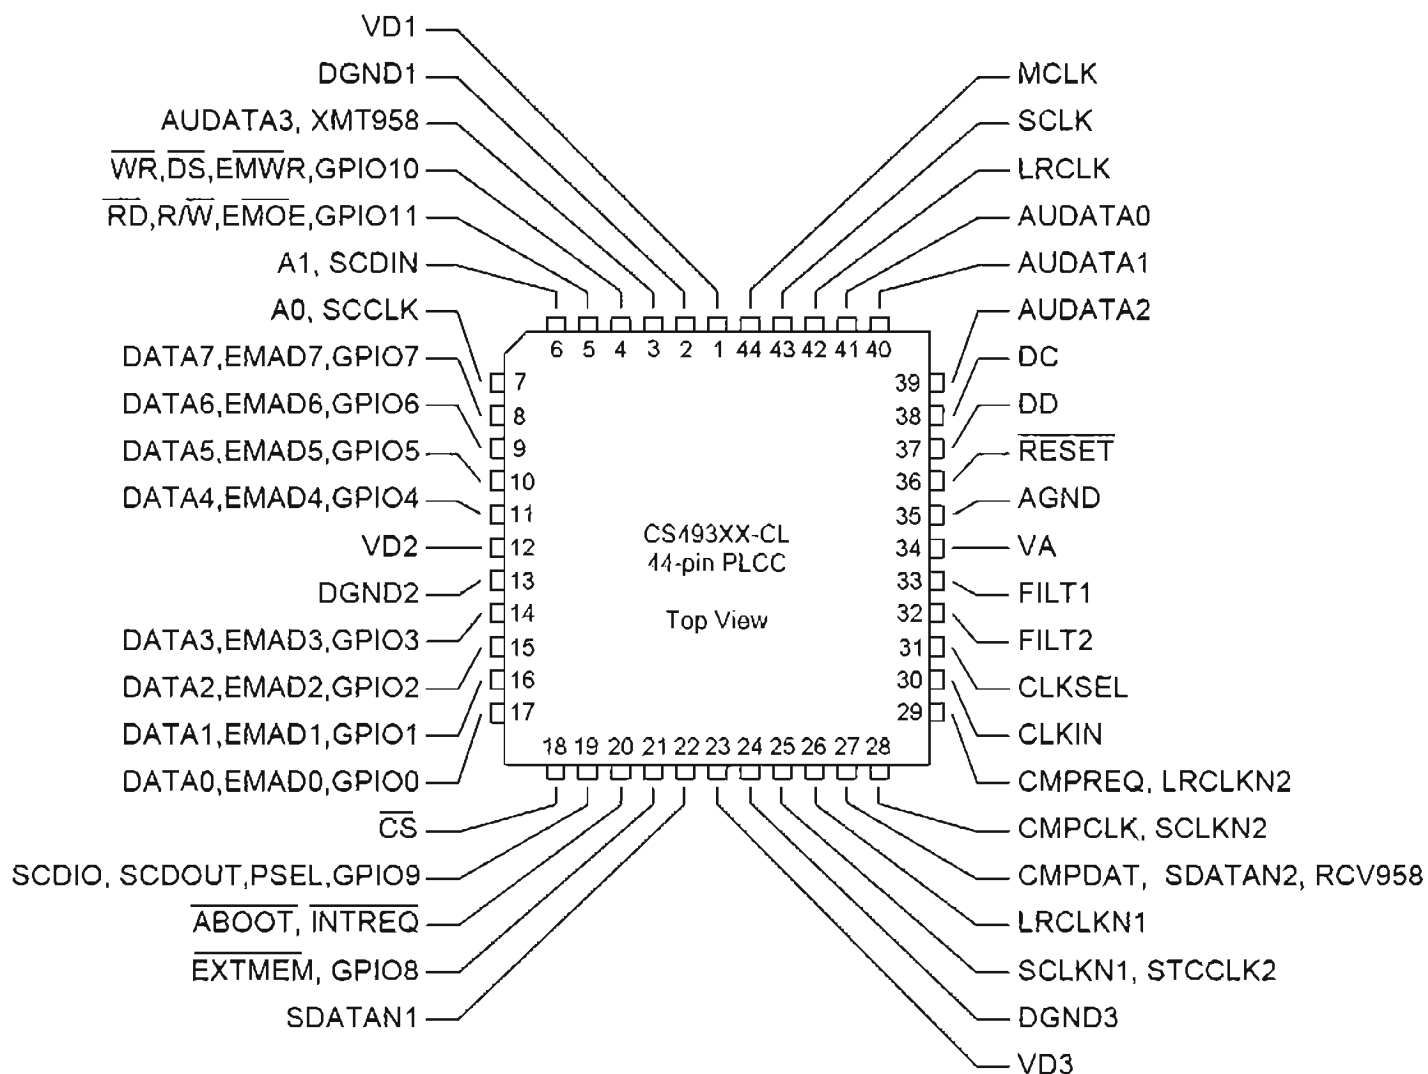 VD1
DGND1
AUDATA3, XMT958
WR,DS,EMWR,GPIO10
RD,R/W,EMOE,GPIO11
A1, SCDIN
A0, SCCLK
DATA7,EMAD7,GPIO7
DATA6,EMAD6,GPIO6
DATA5,EMAD5,GPIO5
DATA4,EMAD4,GPIO4
VD2
DGND2
DATA3,EMAD3,GPIO3
DATA2,EMAD2,GPIO2
DATA1,EMAD1,GPIO1
DATA0,EMAD0,GPIO0
CS
SCDIO, SCDOUT,PSEL,GPIO9
ABOOT, INTREQ
EXTMEM, GPIO8
SDATAN1
MCLK
SCLK
LRCLK
AUDATA0
AUDATA1
AUDATA2
DC
DD
RESET
AGND
VA
FILT1
FILT2
CLKSEL
CLKIN
CMPREQ, LRCLKN2
CMPCLK, SCLKN2
CMPDAT, SDATAN2, RCV958
LRCLKN1
SCLKN1, STCCLK2
DGND3
VD3
6 5 4 3 2 1 44 43 42 41 40
7
8
9
10
11
12
13
14
15
16
17
18 19 20 21 22 23 24 25 26 27 28
39
38
37
36
35
34
33
32
31
30
29
CS493XX-CL
44-pin PLCC
Top View